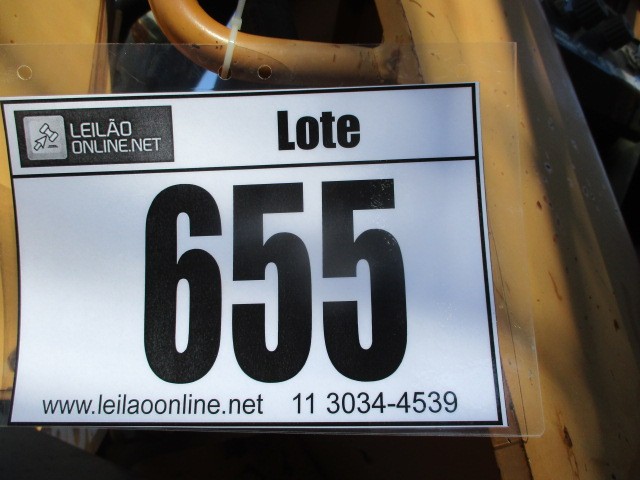 LEILÃO
ONLINE.NET
Lote
655
www.leilaoonline.net 11 3034-4539